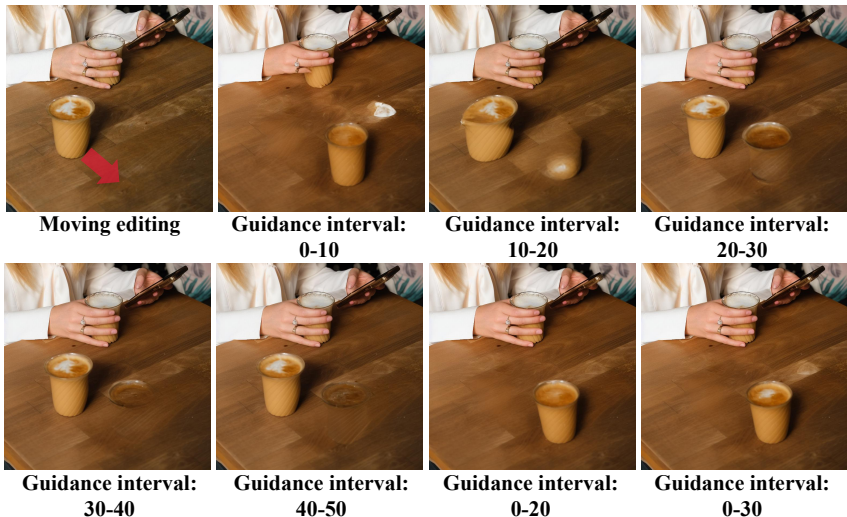 Moving editing
Guidance interval:
0-10
Guidance interval:
10-20
Guidance interval:
20-30
Guidance interval:
30-40
Guidance interval:
40-50
Guidance interval:
0-20
Guidance interval:
0-30